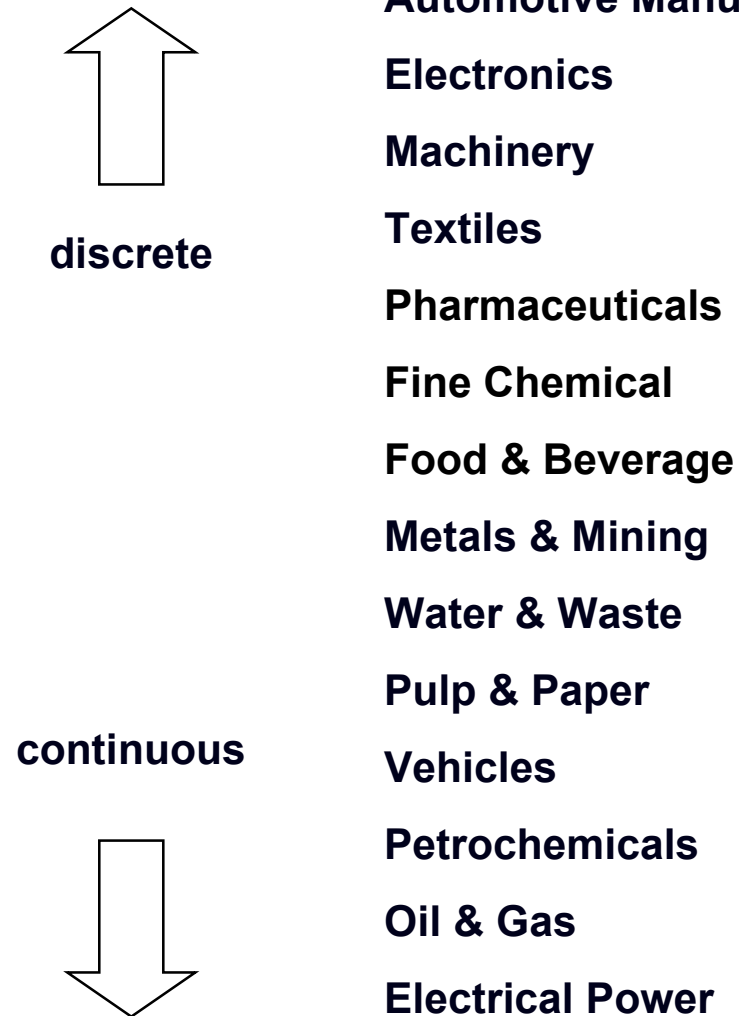 Automotive Manu
Electronics
Machinery
Textiles
discrete
Pharmaceuticals
Fine Chemical
Food & Beverage
Metals & Mining
Water & Waste
Pulp & Paper
continuous
Vehicles
Petrochemicals
Oil & Gas
Electrical Power